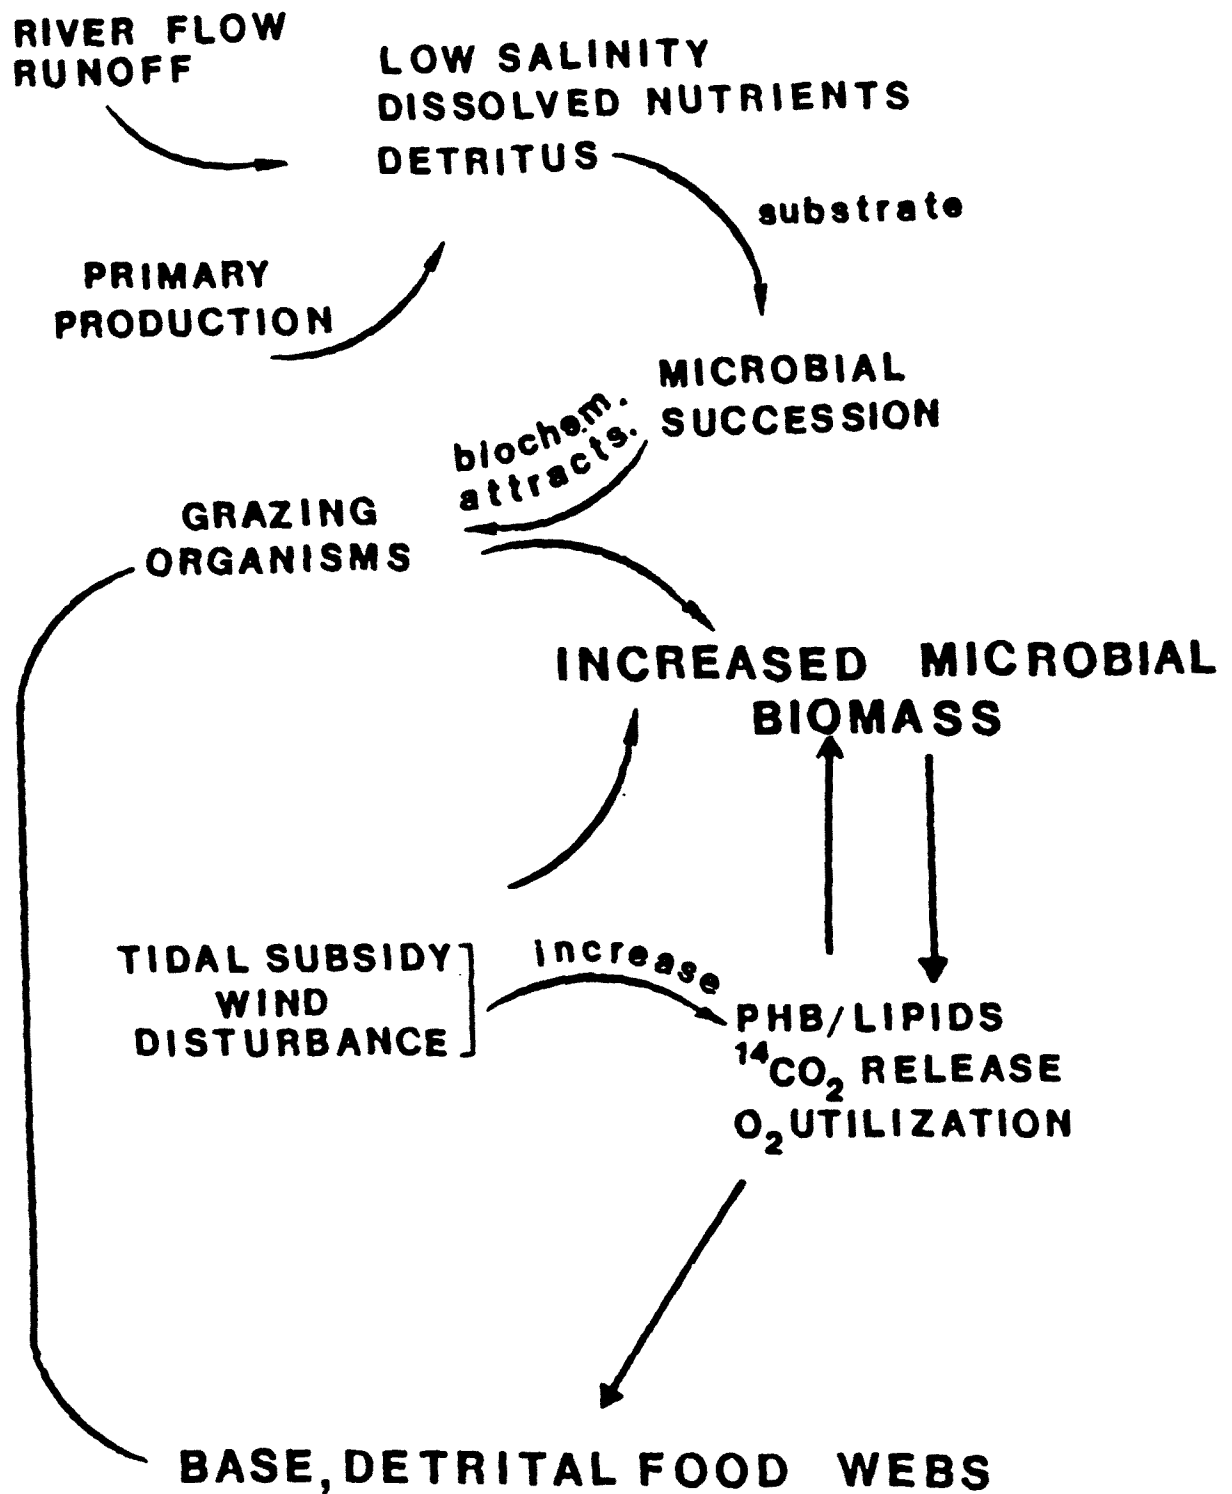 RIVER FLOW
RUNOFF
LOW SALINITY
DISSOLVED NUTRIENTS
DETRITUS
substrate
PRIMARY
PRODUCTION
MICROBIAL
SUCCESSION
biochem.
attracts.
GRAZING
ORGANISMS
INCREASED MICROBIAL
BIOMASS
TIDAL SUBSIDY
WIND
DISTURBANCE
increase
PHB/LIPIDS
¹⁴CO₂ RELEASE
O₂ UTILIZATION
BASE, DETRITAL FOOD WEBS